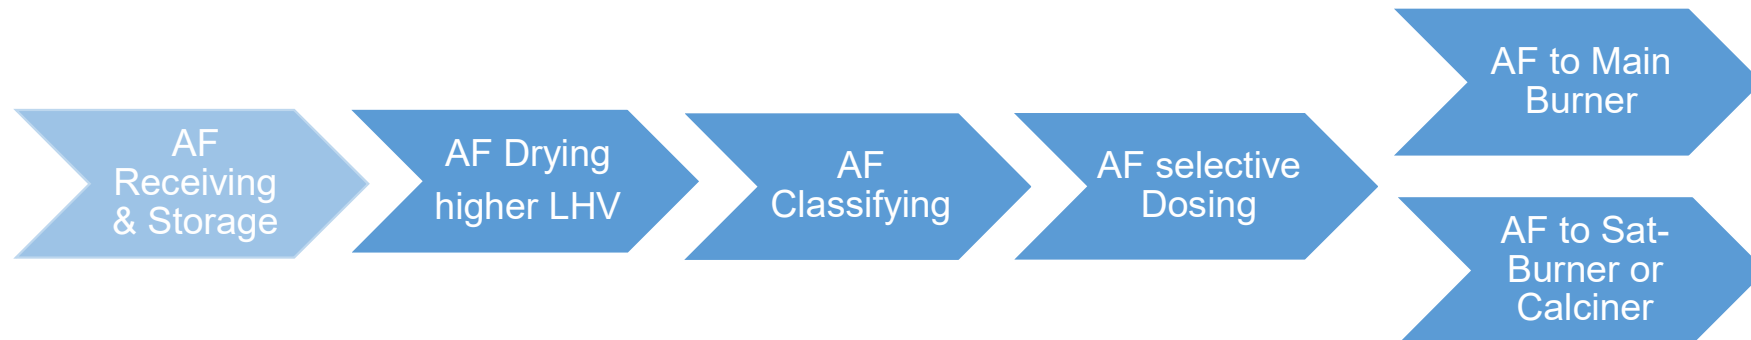 AF
Receiving
& Storage
AF Drying
higher LHV
AF
Classifying
AF selective
Dosing
AF to Main
Burner
AF to Sat-
Burner or
Calciner